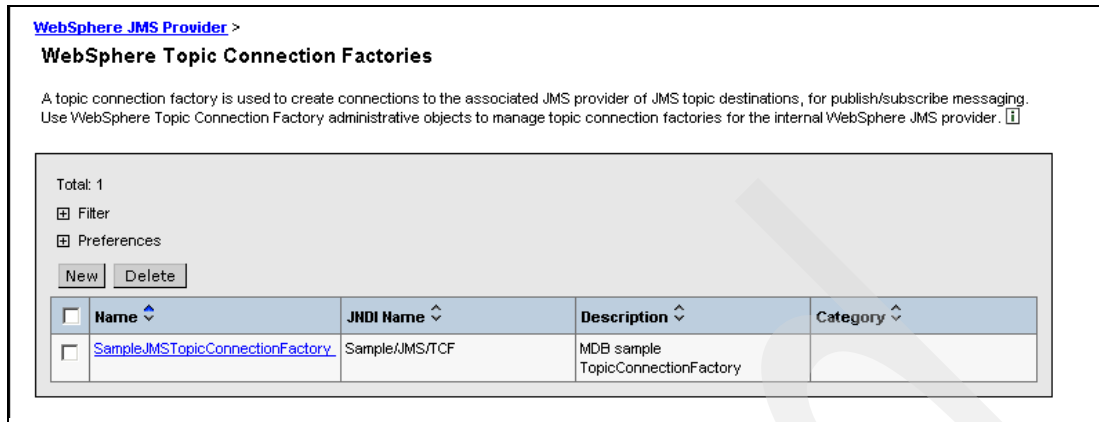 WebSphere JMS Provider >
WebSphere Topic Connection Factories
A topic connection factory is used to create connections to the associated JMS provider of JMS topic destinations, for publish/subscribe messaging.
Use WebSphere Topic Connection Factory administrative objects to manage topic connection factories for the internal WebSphere JMS provider. i
Total: 1
Filter
Preferences
New Delete
Name JNDI Name Description Category
SampleJMSTopicConnectionFactory Sample/JMS/TCF MDB sample
TopicConnectionFactory